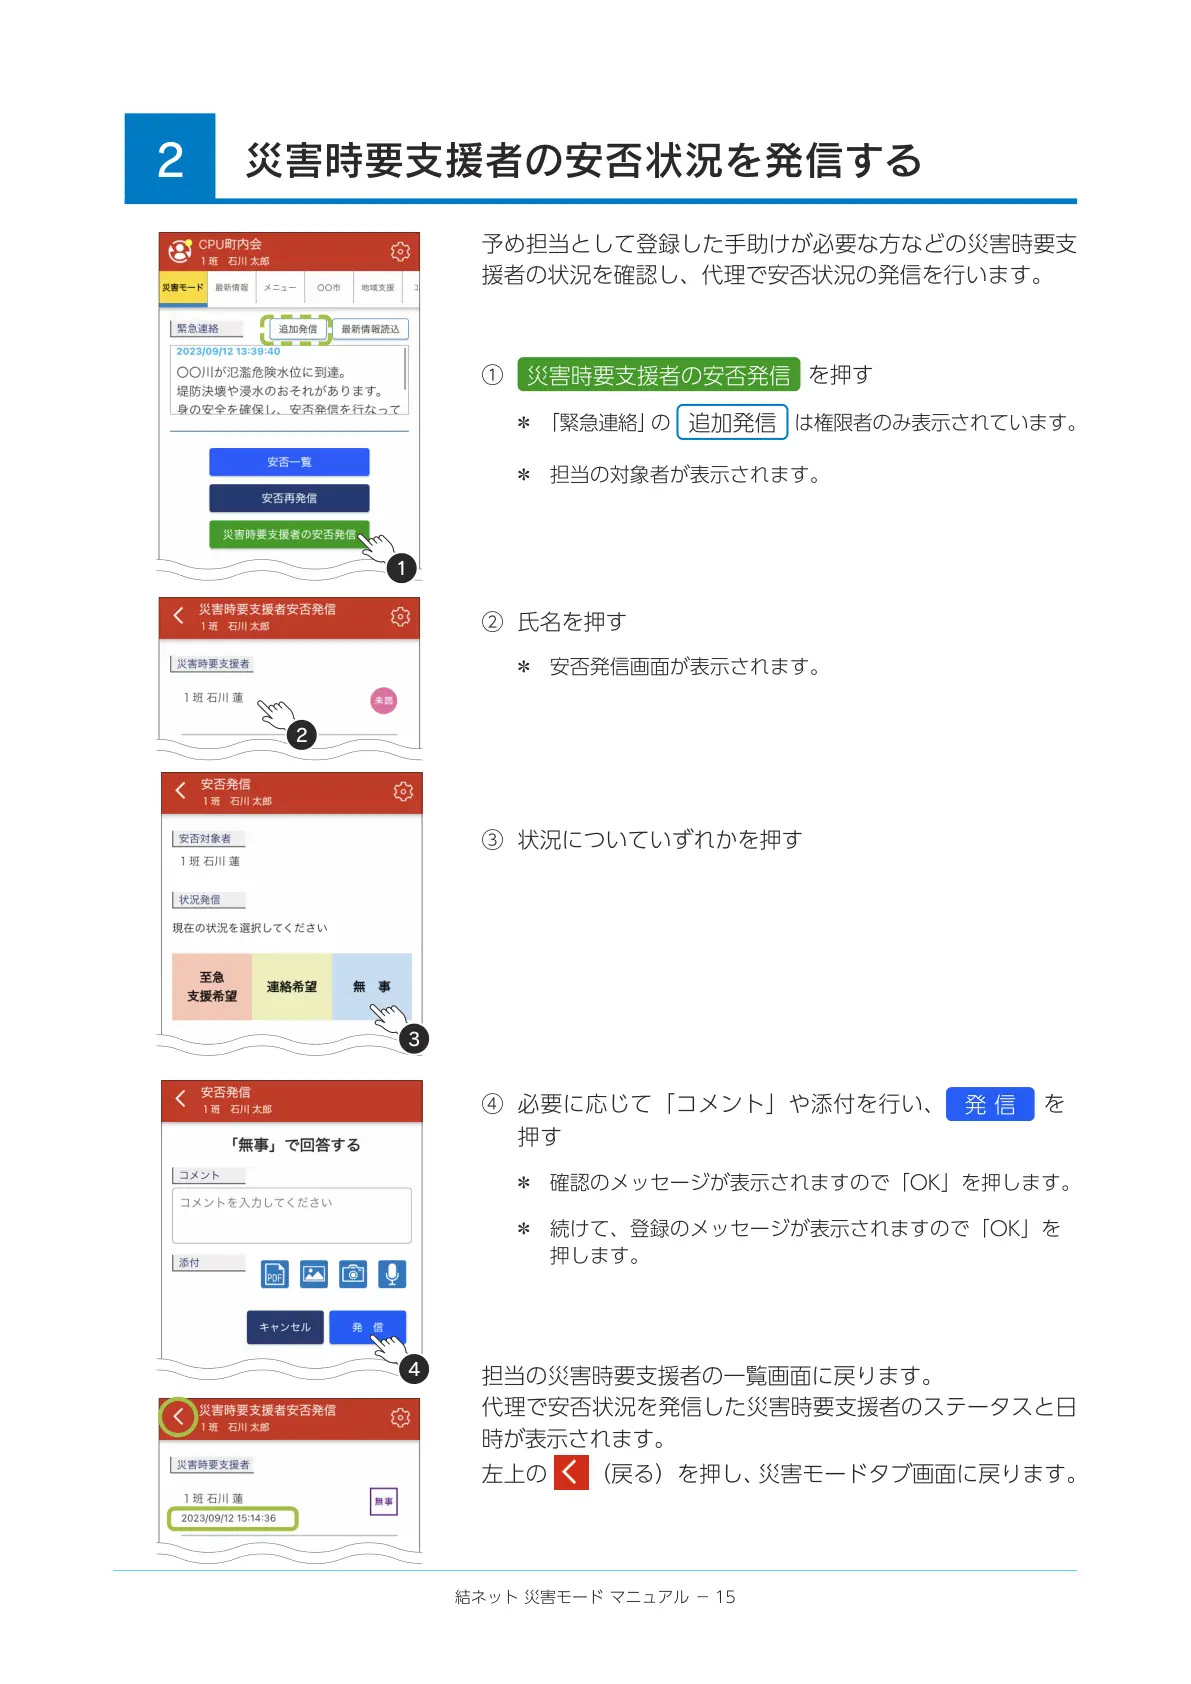 2 災害時要支援者の安否状況を発信する
CPU町内会
1班 石川 太郎
災害モード 最新情報 メニュー 〇〇市 地域支援
緊急連絡 追加発信 最新情報読込
2023/09/12 13:39:40
〇〇川が氾濫危険水位に到達。
堤防決壊や浸水のおそれがあります。
身の安全を確保し、安否発信を行なって
安否一覧
安否再発信
災害時要支援者の安否発信
1
予め担当として登録した手助けが必要な方などの災害時要支
援者の状況を確認し、代理で安否状況の発信を行います。
① 災害時要支援者の安否発信 を押す
＊ 「緊急連絡」の 追加発信 は権限者のみ表示されています。
＊ 担当の対象者が表示されます。
災害時要支援者安否発信
1班 石川 太郎
災害時要支援者
1班 石川 蓮
未読
2
② 氏名を押す
＊ 安否発信画面が表示されます。
安否発信
1班 石川 太郎
安否対象者
1班 石川 蓮
状況発信
現在の状況を選択してください
至急
支援希望
連絡希望
無 事
3
③ 状況についていずれかを押す
安否発信
1班 石川 太郎
「無事」で回答する
コメント
コメントを入力してください
添付
PDF
キャンセル 発 信
4
④ 必要に応じて「コメント」や添付を行い、 発 信 を
押す
＊ 確認のメッセージが表示されますので「OK」を押します。
＊ 続けて、登録のメッセージが表示されますので「OK」を
押します。
災害時要支援者安否発信
1班 石川 太郎
災害時要支援者
1班 石川 蓮
無事
2023/09/12 15:14:36
担当の災害時要支援者の一覧画面に戻ります。
代理で安否状況を発信した災害時要支援者のステータスと日
時が表示されます。
左上の （戻る）を押し、災害モードタブ画面に戻ります。
結ネット 災害モード マニュアル － 15